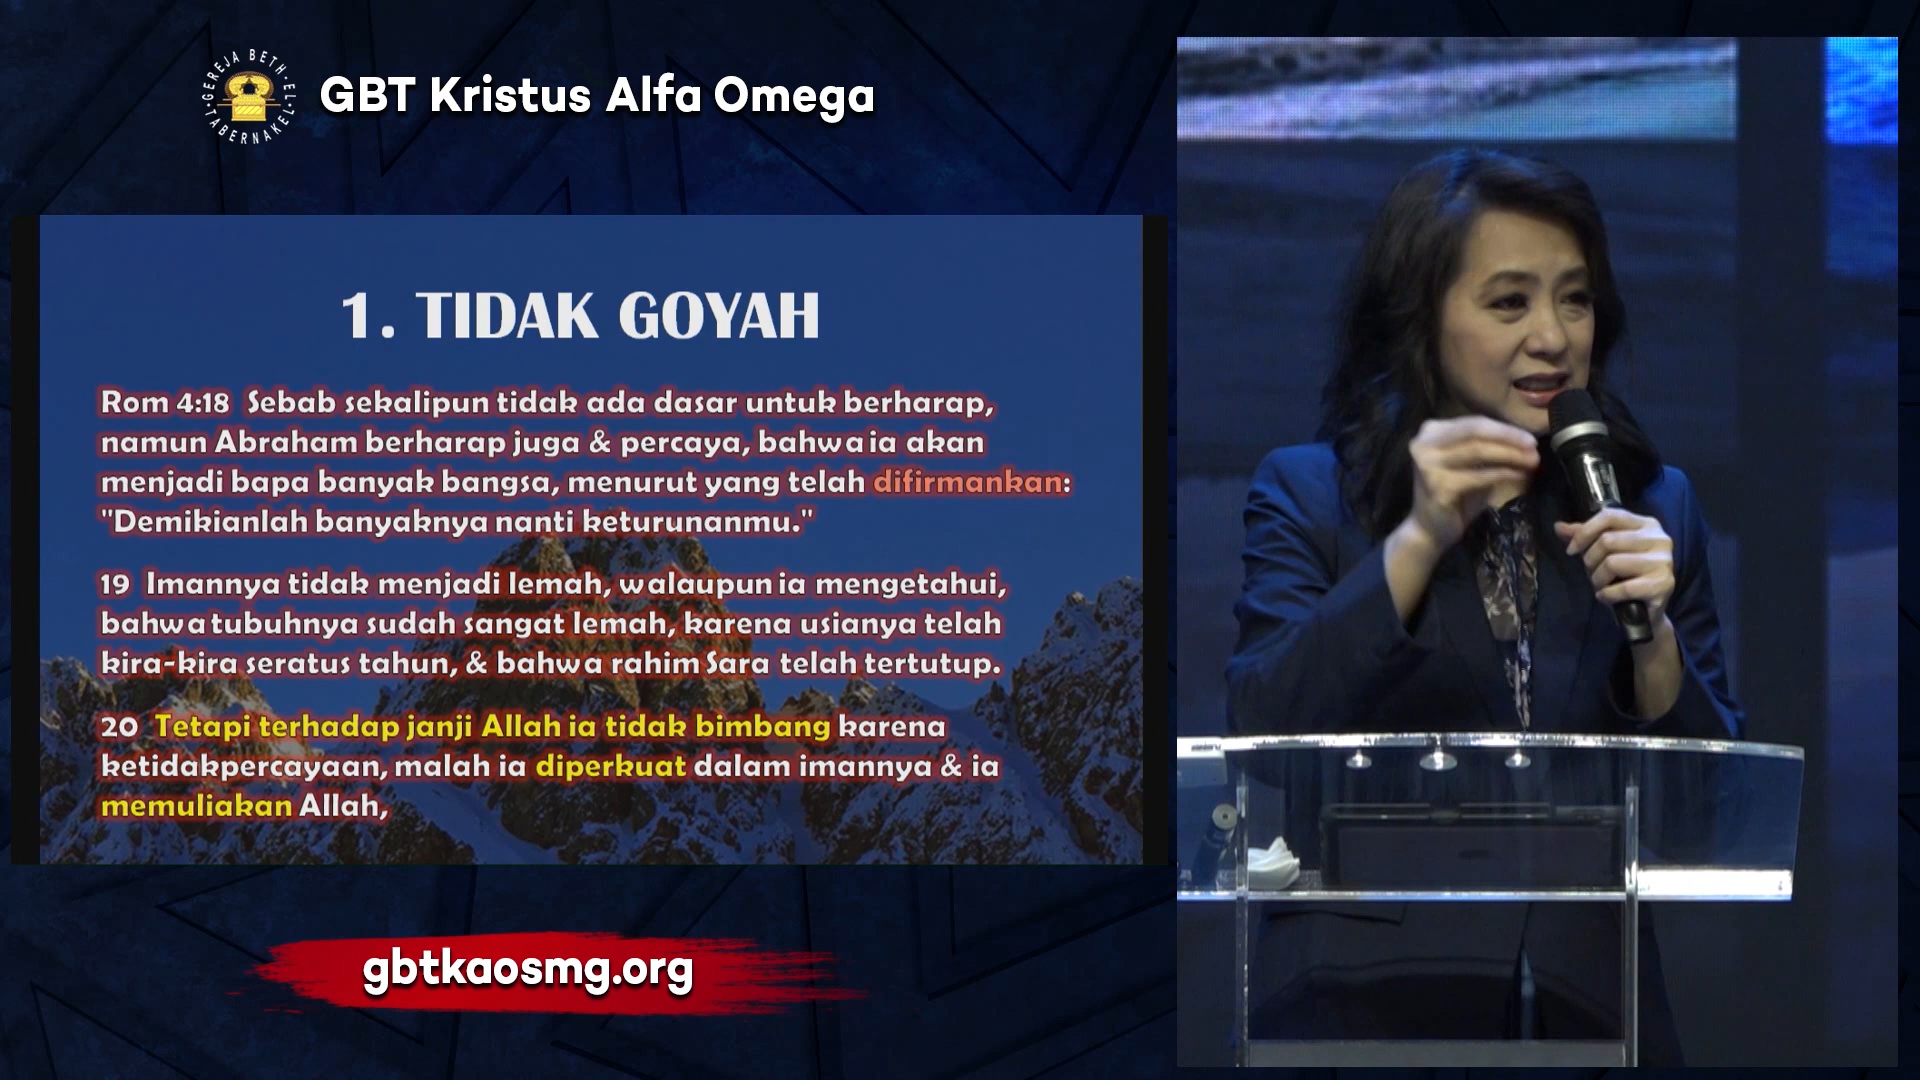 GEREJA BETH-EL TABERNAKEL
GBT Kristus Alfa Omega
1. TIDAK GOYAH
Rom 4:18 Sebab sekalipun tidak ada dasar untuk berharap,
namun Abraham berharap juga & percaya, bahwa ia akan
menjadi bapa banyak bangsa, menurut yang telah difirmankan:
"Demikianlah banyaknya nanti keturunanmu."
19 Imannya tidak menjadi lemah, walaupun ia mengetahui,
bahwa tubuhnya sudah sangat lemah, karena usianya telah
kira-kira seratus tahun, & bahwa rahim Sara telah tertutup.
20 Tetapi terhadap janji Allah ia tidak bimbang karena
ketidakpercayaan, malah ia diperkuat dalam imannya & ia
memuliakan Allah,
gbtkaosmg.org